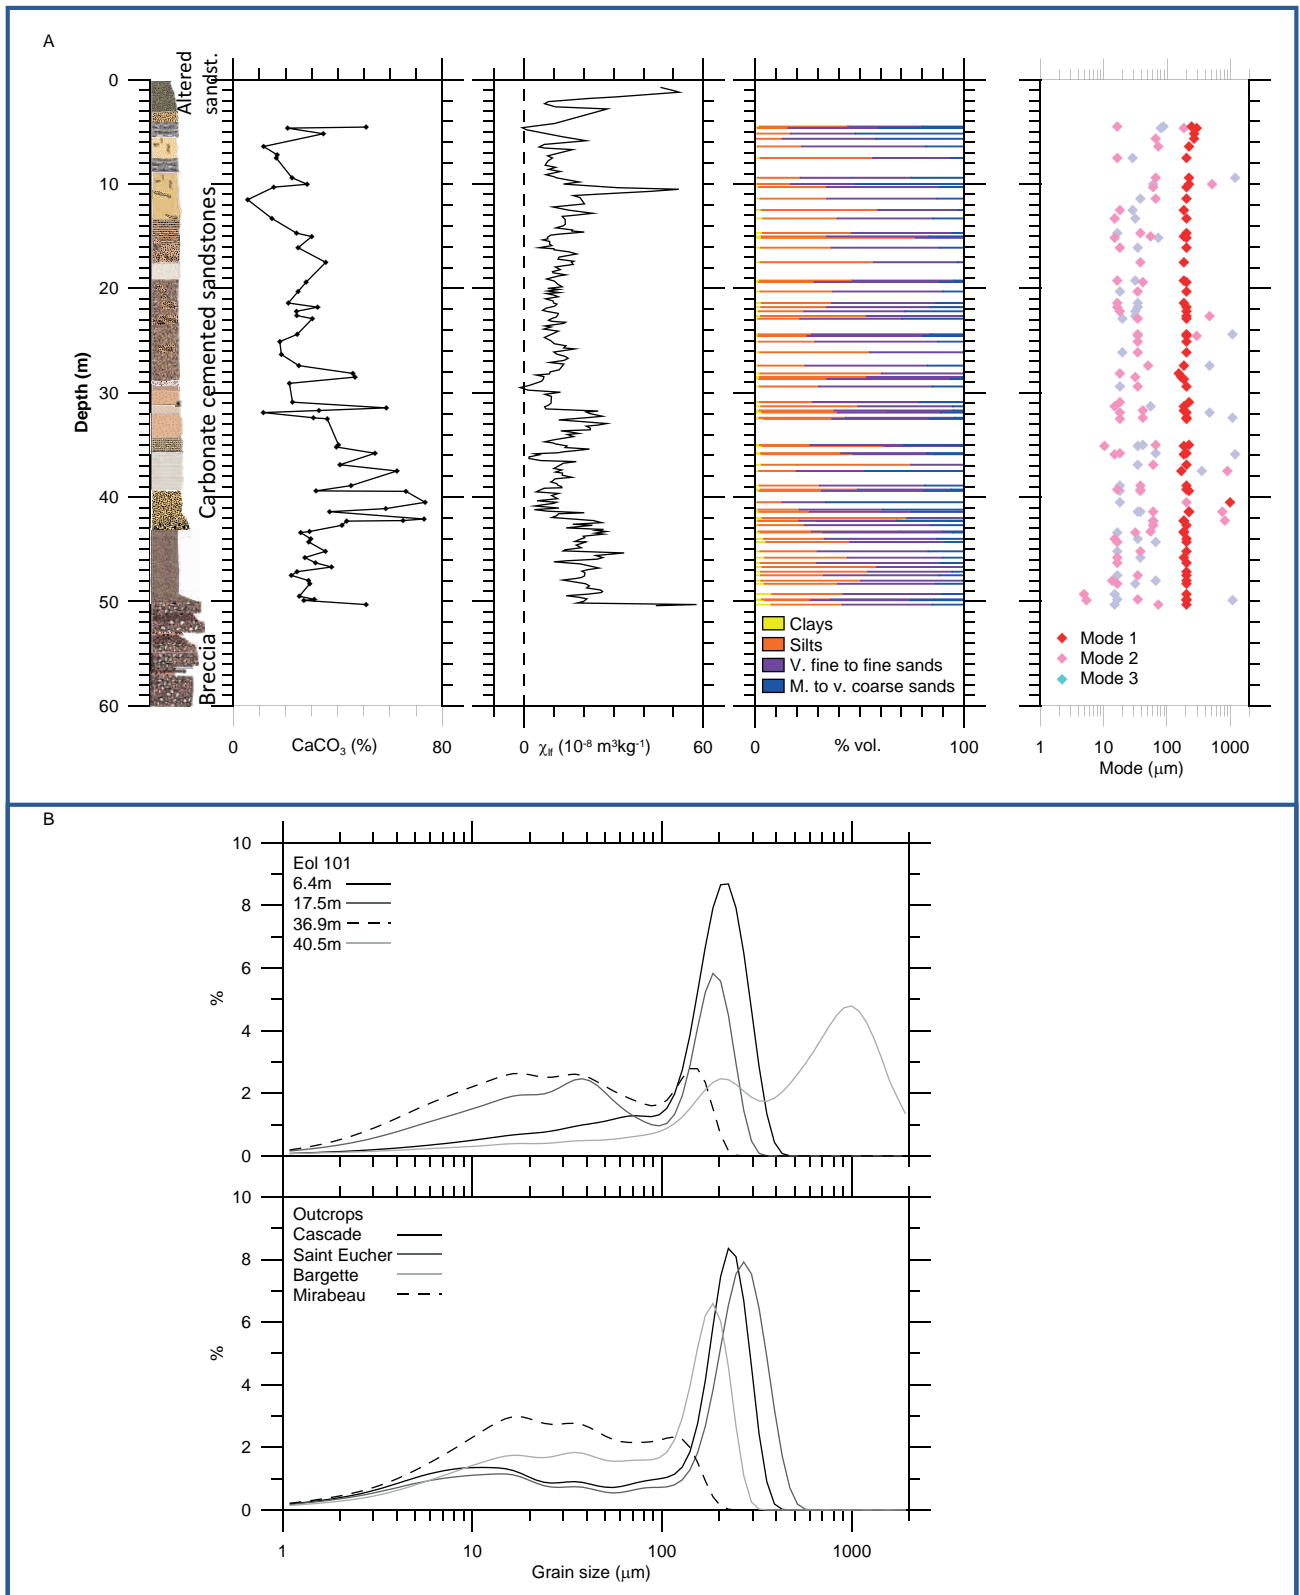 A
Altered
sandst.
Carbonate cemented sandstones
Breccia
Depth (m)
0
10
20
30
40
50
60
0 CaCO3 (%) 80
0 χlf (10-8 m3kg-1) 60
Clays
Silts
V. fine to fine sands
M. to v. coarse sands
0 % vol. 100
Mode 1
Mode 2
Mode 3
1 10 100 1000
Mode (μm)
B
10
8
6
4
2
0
%
Eol 101
6.4m
17.5m
36.9m
40.5m
10
8
6
4
2
0
%
Outcrops
Cascade
Saint Eucher
Bargette
Mirabeau
1 10 100 1000
Grain size (μm)